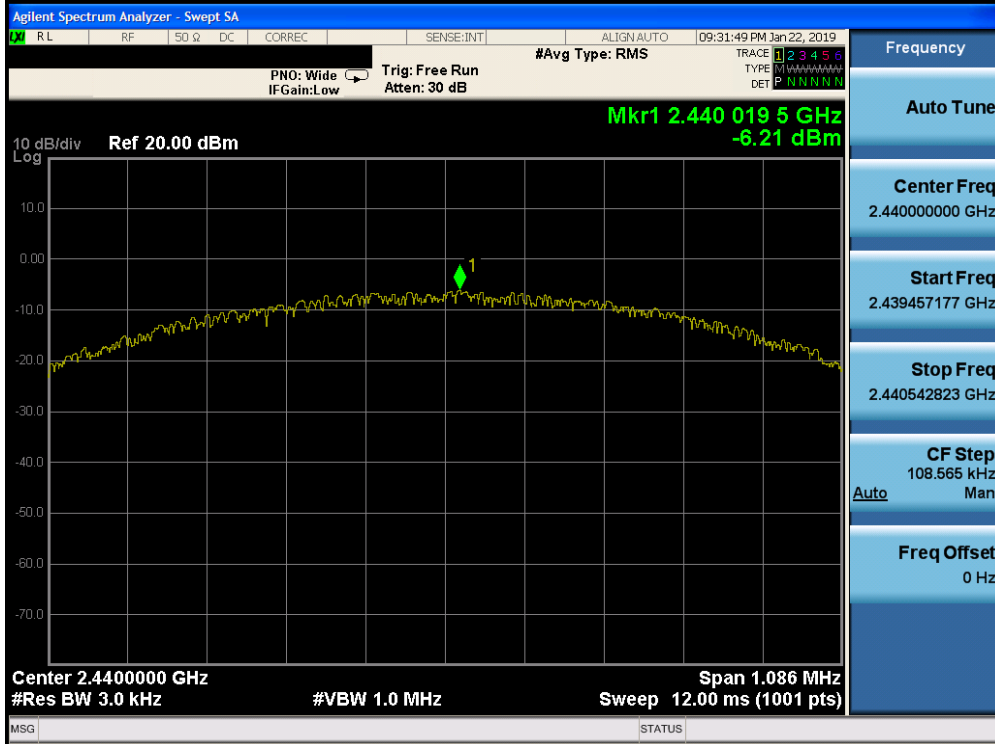 Agilent Spectrum Analyzer - Swept SA
LXI RL RF 50 Ω DC CORREC SENSE:INT ALIGN AUTO 09:31:49 PM Jan 22, 2019
Frequency
#Avg Type: RMS
TRACE 1 2 3 4 5 6
PNO: Wide Trig: Free Run
TYPE M WWWWW
IFGain:Low Atten: 30 dB
DET P N N N N N
Auto Tune
Mkr1 2.440 019 5 GHz
-6.21 dBm
10 dB/div Ref 20.00 dBm
Log
Center Freq
2.440000000 GHz
10.0
0.00
-10.0
-20.0
-30.0
-40.0
-50.0
-60.0
-70.0
1
Start Freq
2.439457177 GHz
Stop Freq
2.440542823 GHz
CF Step
108.565 kHz
Auto Man
Freq Offset
0 Hz
Center 2.4400000 GHz Span 1.086 MHz
#Res BW 3.0 kHz #VBW 1.0 MHz Sweep 12.00 ms (1001 pts)
MSG STATUS